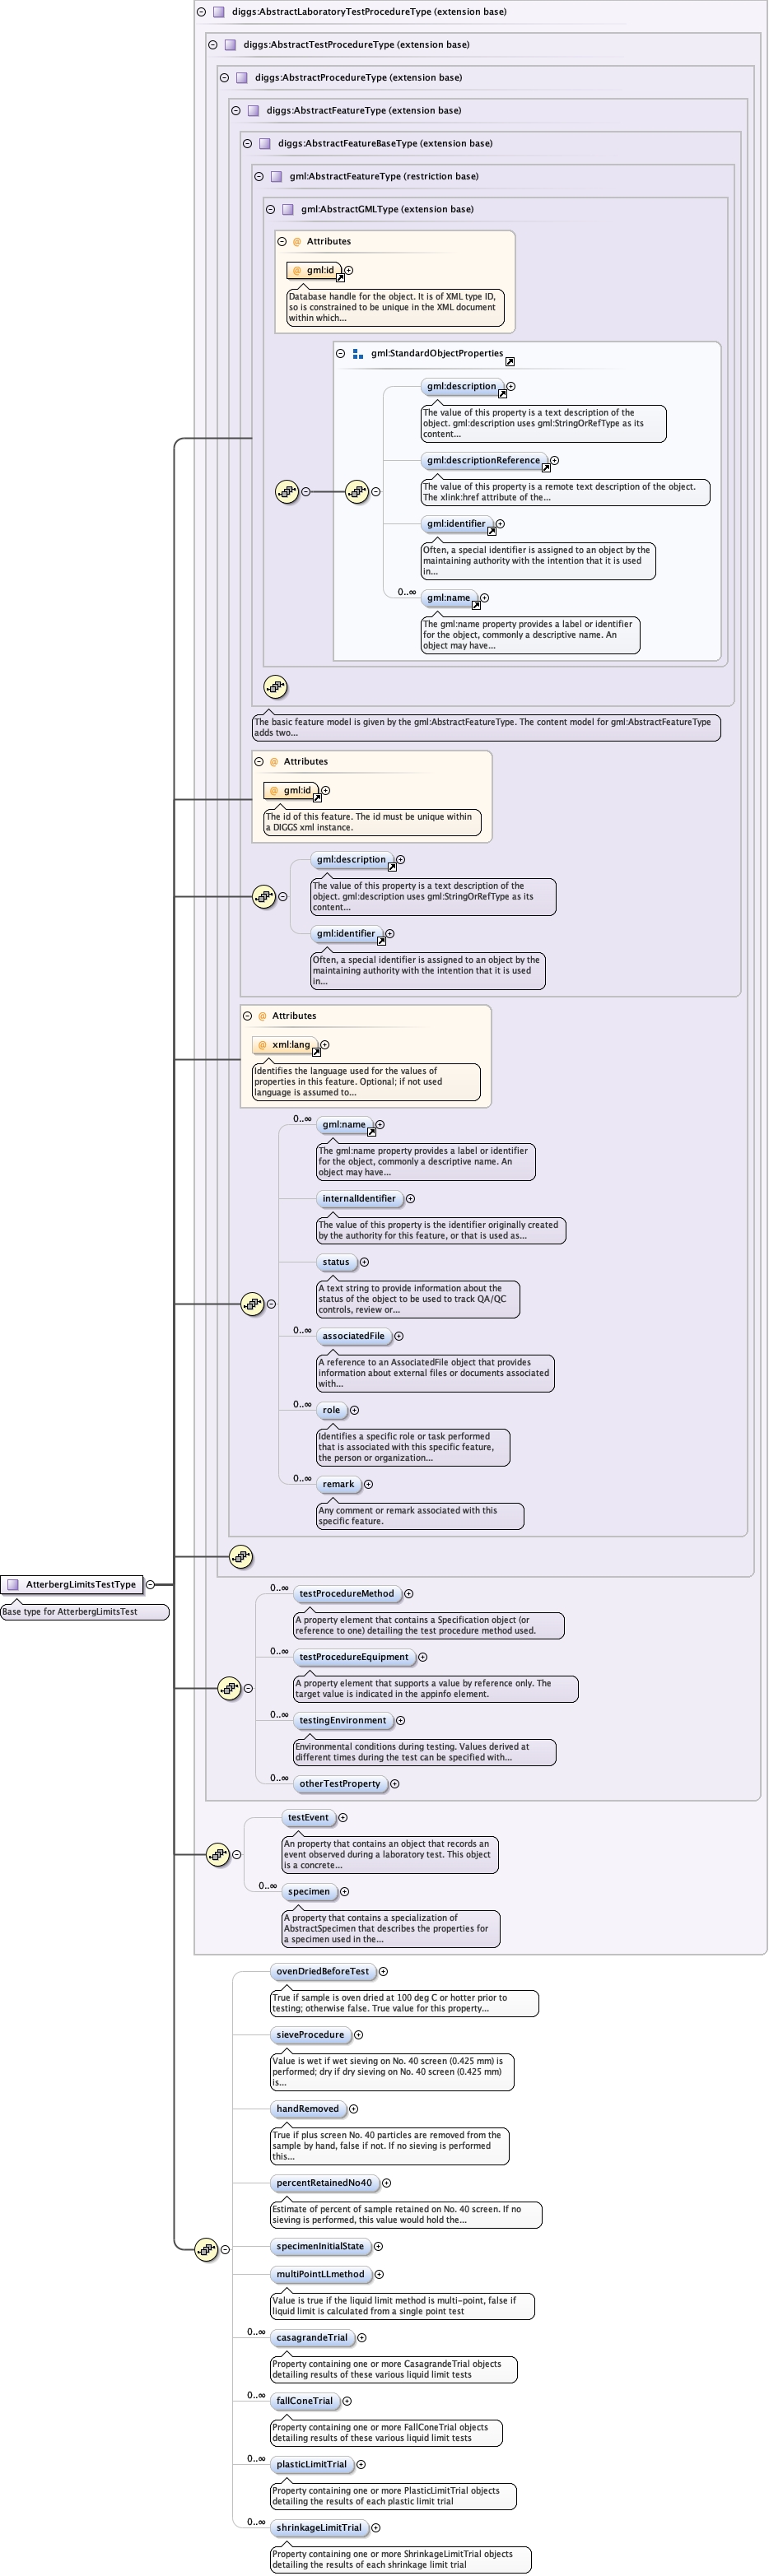 diggs:AbstractLaboratoryTestProcedureType (extension base)
diggs:AbstractTestProcedureType (extension base)
diggs:AbstractProcedureType (extension base)
diggs:AbstractFeatureType (extension base)
diggs:AbstractFeatureBaseType (extension base)
gml:AbstractFeatureType (restriction base)
gml:AbstractGMLType (extension base)
@ Attributes
@ gml:id
Database handle for the object. It is of XML type ID,
so is constrained to be unique in the XML document
within which...
gml:StandardObjectProperties
gml:description
The value of this property is a text description of the
object. gml:description uses gml:StringOrRefType as its
content...
gml:descriptionReference
The value of this property is a remote text description of the object.
The xlink:href attribute of the...
gml:identifier
Often, a special identifier is assigned to an object by the
maintaining authority with the intention that it is used
in...
0..∞
gml:name
The gml:name property provides a label or identifier
for the object, commonly a descriptive name. An
object may have...
The basic feature model is given by the gml:AbstractFeatureType. The content model for gml:AbstractFeatureType
adds two...
@ Attributes
@ gml:id
The id of this feature. The id must be unique within
a DIGGS xml instance.
gml:description
The value of this property is a text description of the
object. gml:description uses gml:StringOrRefType as its
content...
gml:identifier
Often, a special identifier is assigned to an object by the
maintaining authority with the intention that it is used
in...
@ Attributes
@ xml:lang
Identifies the language used for the values of
properties in this feature. Optional; if not used
language is assumed to...
0..∞
gml:name
The gml:name property provides a label or identifier
for the object, commonly a descriptive name. An
object may have...
internalIdentifier
The value of this property is the identifier originally created
by the authority for this feature, or that is used as...
status
A text string to provide information about the
status of the object to be used to track QA/QC
controls, review or...
0..∞
associatedFile
A reference to an AssociatedFile object that provides
information about external files or documents associated
with...
0..∞
role
Identifies a specific role or task performed
that is associated with this specific feature,
the person or organization...
0..∞
remark
Any comment or remark associated with this
specific feature.
AtterbergLimitsTestType
Base type for AtterbergLimitsTest
0..∞
testProcedureMethod
A property element that contains a Specification object (or
reference to one) detailing the test procedure method used.
0..∞
testProcedureEquipment
A property element that supports a value by reference only. The
target value is indicated in the appinfo element.
0..∞
testingEnvironment
Environmental conditions during testing. Values derived at
different times during the test can be specified with...
0..∞
otherTestProperty
testEvent
An property that contains an object that records an
event observed during a laboratory test. This object
is a concrete...
0..∞
specimen
A property that contains a specialization of
AbstractSpecimen that describes the properties for
a specimen used in the...
ovenDriedBeforeTest
True if sample is oven dried at 100 deg C or hotter prior to
testing; otherwise false. True value for this property...
sieveProcedure
Value is wet if wet sieving on No. 40 screen (0.425 mm) is
performed; dry if dry sieving on No. 40 screen (0.425 mm)
is...
handRemoved
True if plus screen No. 40 particles are removed from the
sample by hand, false if not. If no sieving is performed
this...
percentRetainedNo40
Estimate of percent of sample retained on No. 40 screen. If no
sieving is performed, this value would hold the...
specimenInitialState
multiPointLLmethod
Value is true if the liquid limit method is multi-point, false if
liquid limit is calculated from a single point test
0..∞
casagrandeTrial
Property containing one or more CasagrandeTrial objects
detailing results of these various liquid limit tests
0..∞
fallConeTrial
Property containing one or more FallConeTrial objects
detailing results of these various liquid limit tests
0..∞
plasticLimitTrial
Property containing one or more PlasticLimitTrial objects
detailing the results of each plastic limit trial
0..∞
shrinkageLimitTrial
Property containing one or more ShrinkageLimitTrial objects
detailing the results of each shrinkage limit trial